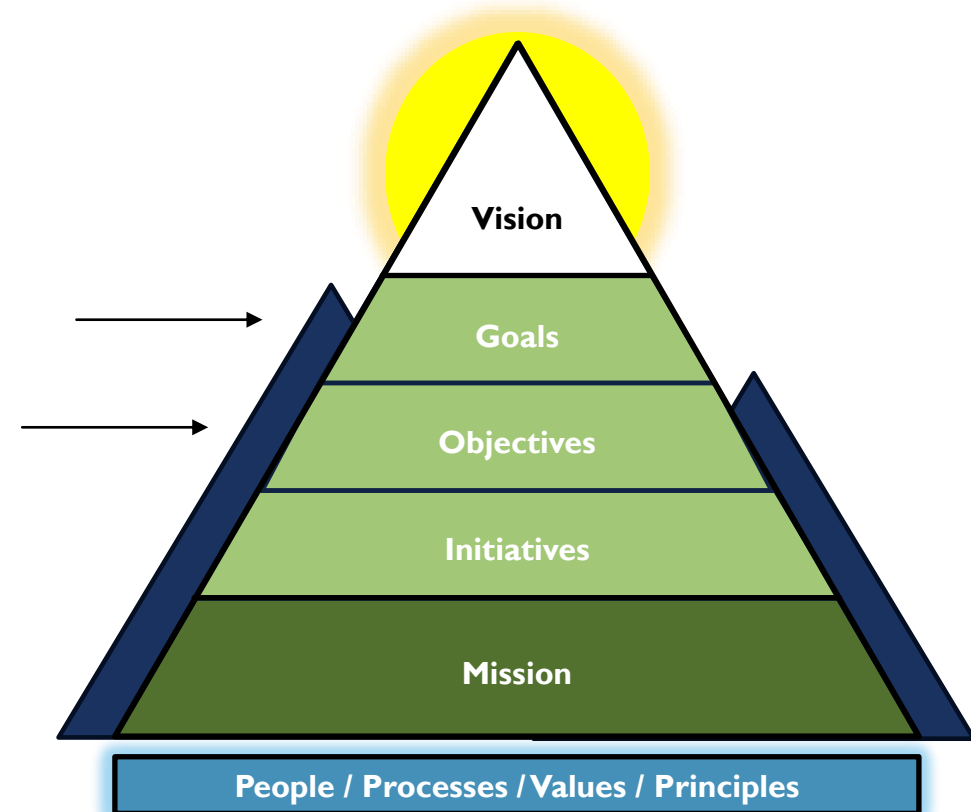 Vision
Goals
Objectives
Initiatives
Mission
People / Processes / Values / Principles